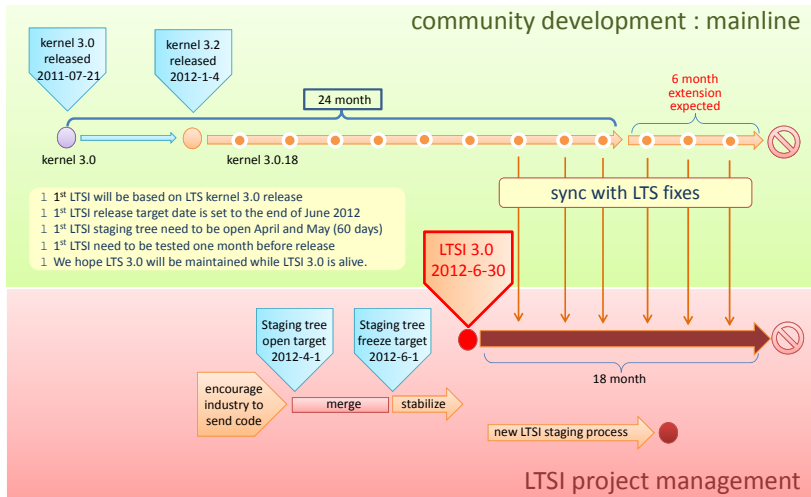 community development : mainline
kernel 3.0
released
2011-07-21
kernel 3.2
released
2012-1-4
24 month
6 month
extension
expected
kernel 3.0
kernel 3.0.18
l 1st LTSI will be based on LTS kernel 3.0 release
l 1st LTSI release target date is set to the end of June 2012
l 1st LTSI staging tree need to be open April and May (60 days)
l 1st LTSI need to be tested one month before release
l We hope LTS 3.0 will be maintained while LTSI 3.0 is alive.
sync with LTS fixes
LTSI 3.0
2012-6-30
Staging tree
open target
2012-4-1
Staging tree
freeze target
2012-6-1
18 month
encourage
industry to
send code
merge
stabilize
new LTSI staging process
LTSI project management